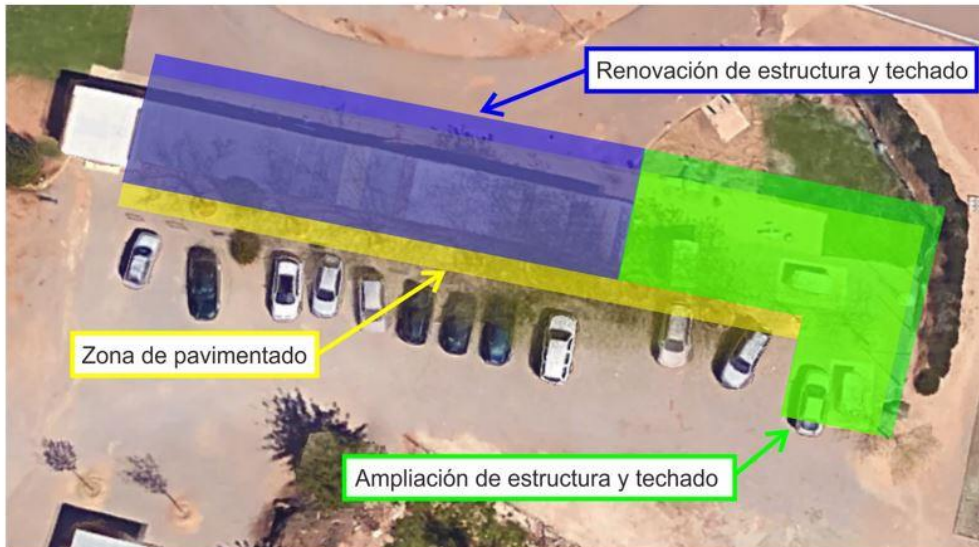 Renovación de estructura y techado
Zona de pavimentado
Ampliación de estructura y techado